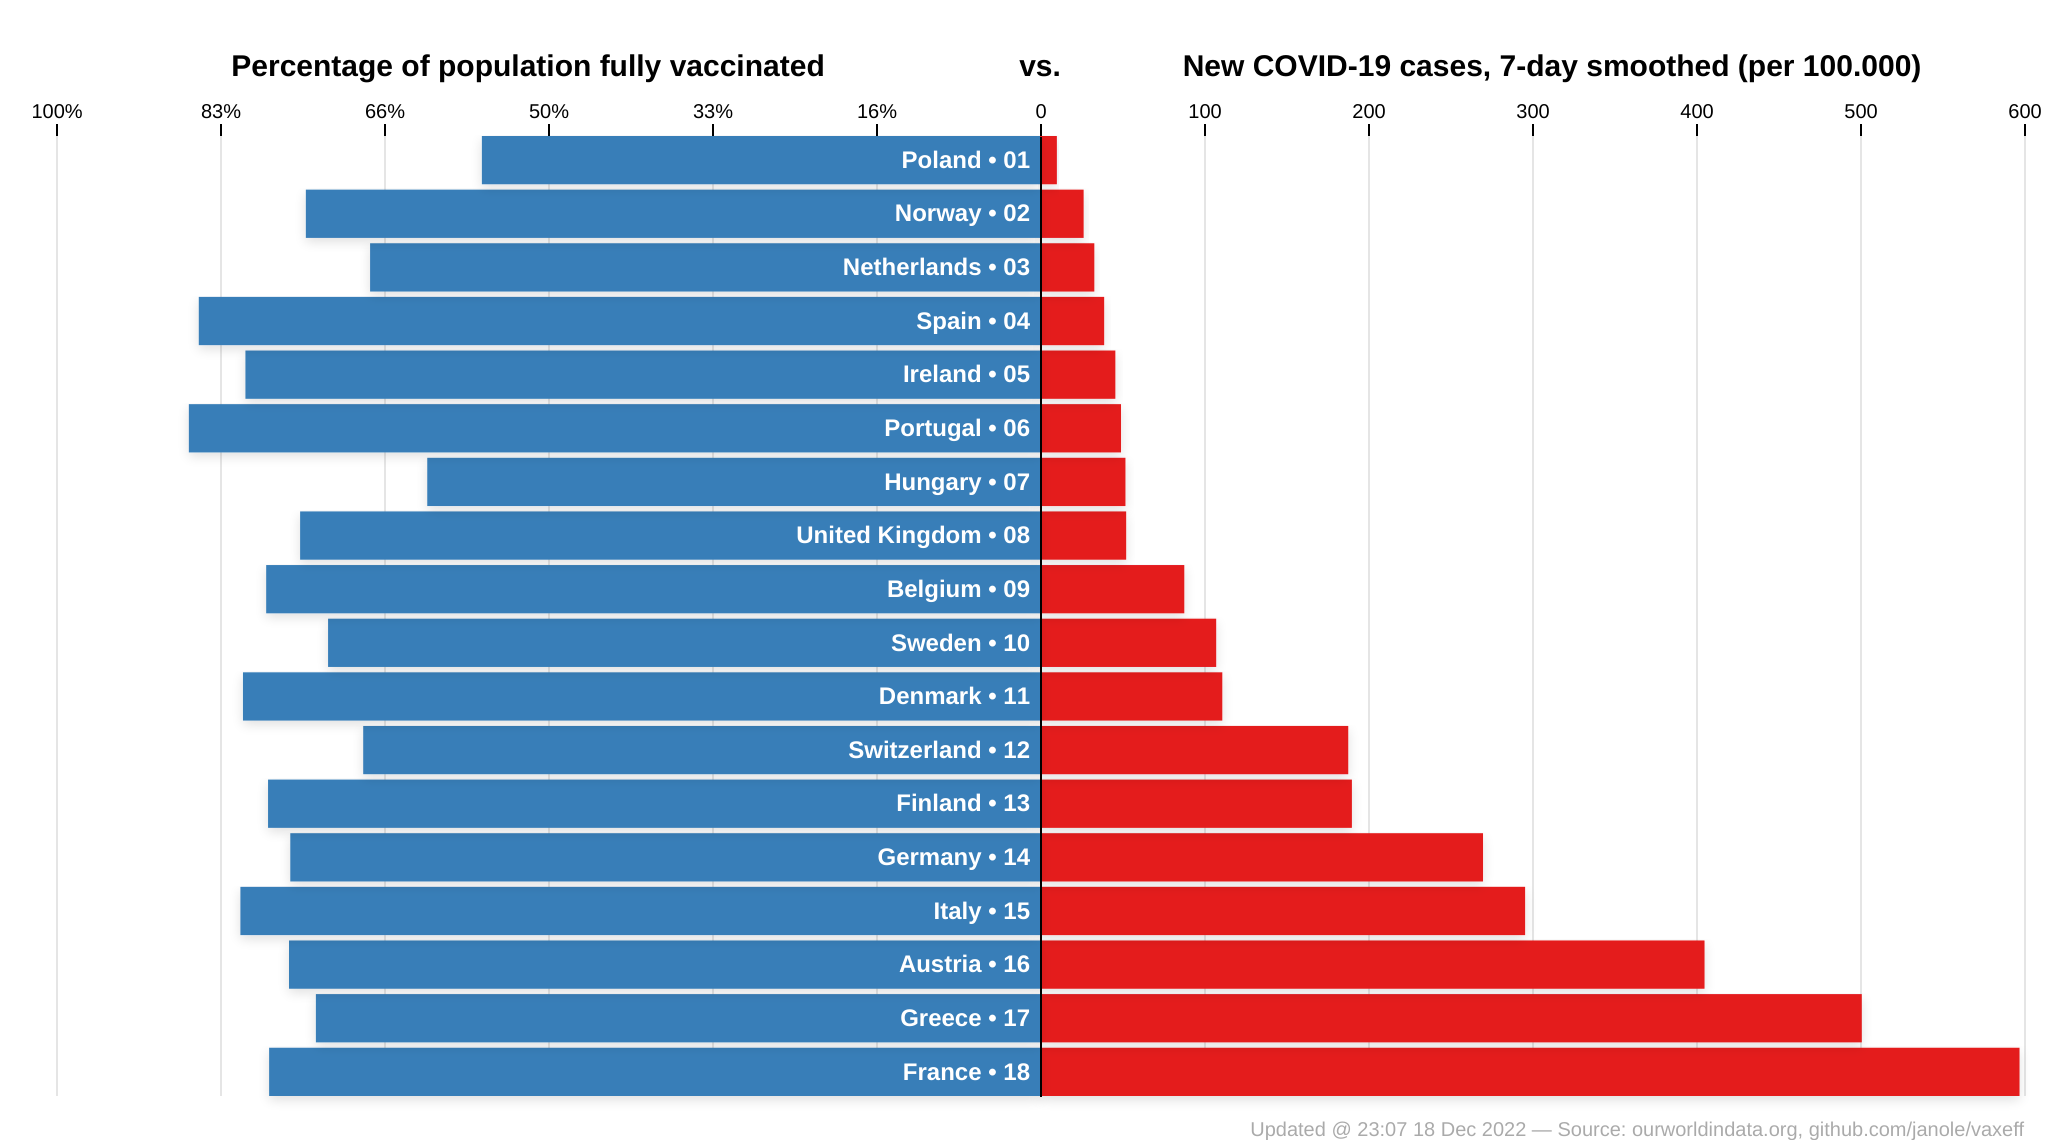 Percentage of population fully vaccinated vs. New COVID-19 cases, 7-day smoothed (per 100.000)
100% 83% 66% 50% 33% 16% 0 100 200 300 400 500 600
Poland • 01
Norway • 02
Netherlands • 03
Spain • 04
Ireland • 05
Portugal • 06
Hungary • 07
United Kingdom • 08
Belgium • 09
Sweden • 10
Denmark • 11
Switzerland • 12
Finland • 13
Germany • 14
Italy • 15
Austria • 16
Greece • 17
France • 18
Updated @ 23:07 18 Dec 2022 — Source: ourworldindata.org, github.com/janole/vaxeff